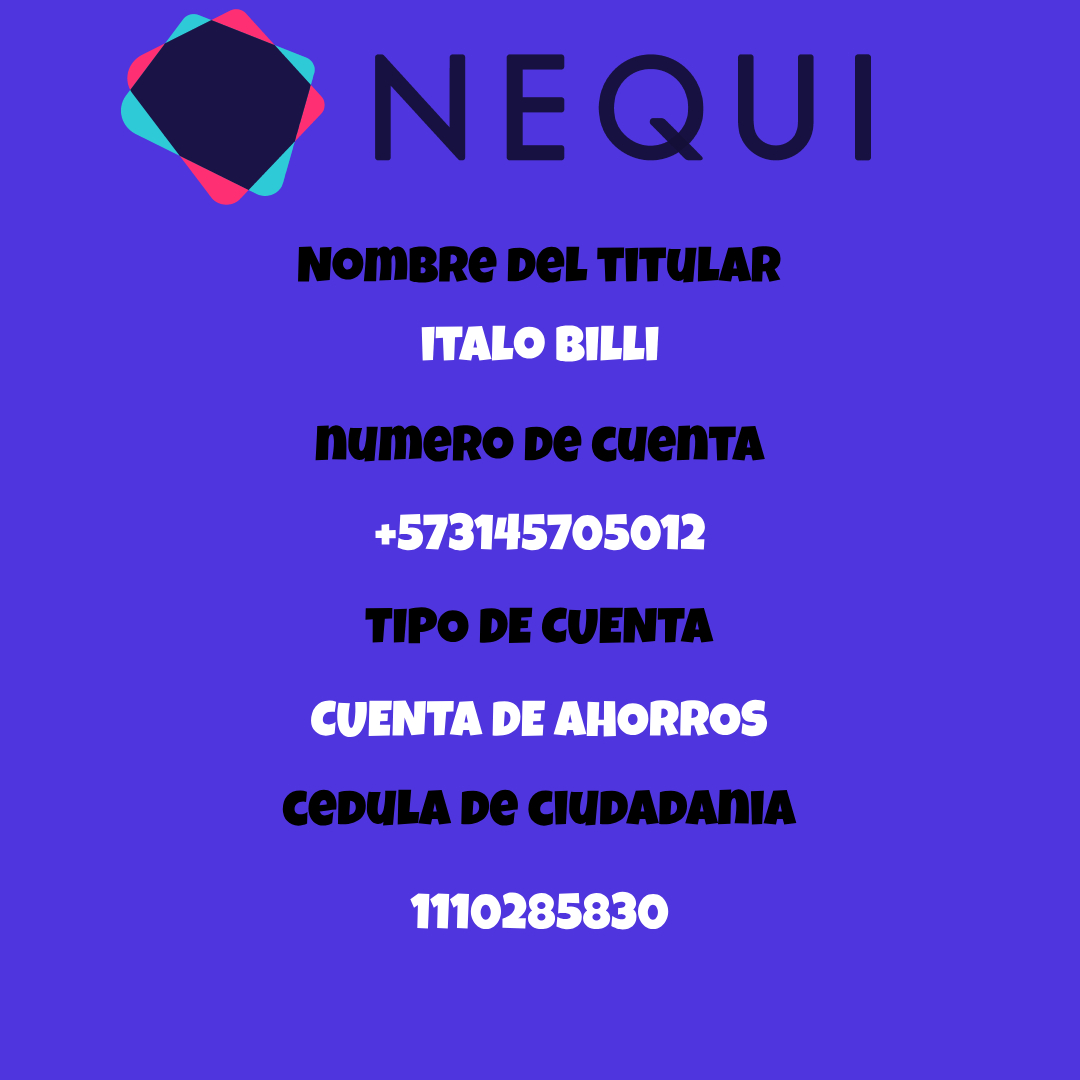 NEQUI
Nombre del Titular
ITALO BILLI
numero de cuenta
+573145705012
TIPO DE CUENTA
CUENTA DE AHORROS
cedula de ciudadania
1110285830